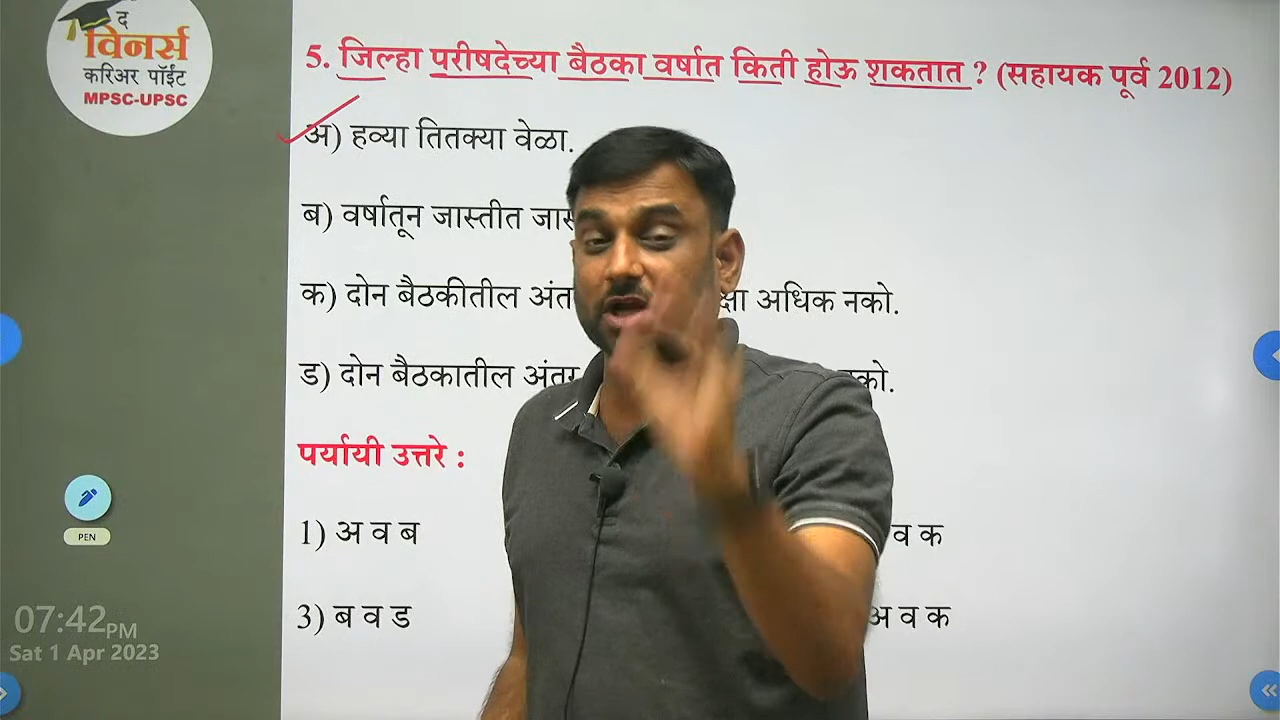 द
विनर्स
करिअर पॉईंट
MPSC-UPSC
5. जिल्हा परीषदेच्या बैठका वर्षात किती होऊ शकतात ? (सहायक पूर्व 2012)
अ) हव्या तितक्या वेळा.
ब) वर्षातून जास्तीत
क) दोन बैठकीतील अधिक नको.
ड) दोन बैठकातील अंतर
पर्यायी उत्तरे :
1) अ व ब व क
3) ब व ड अ व क
PEN
07:42PM
Sat 1 Apr 2023